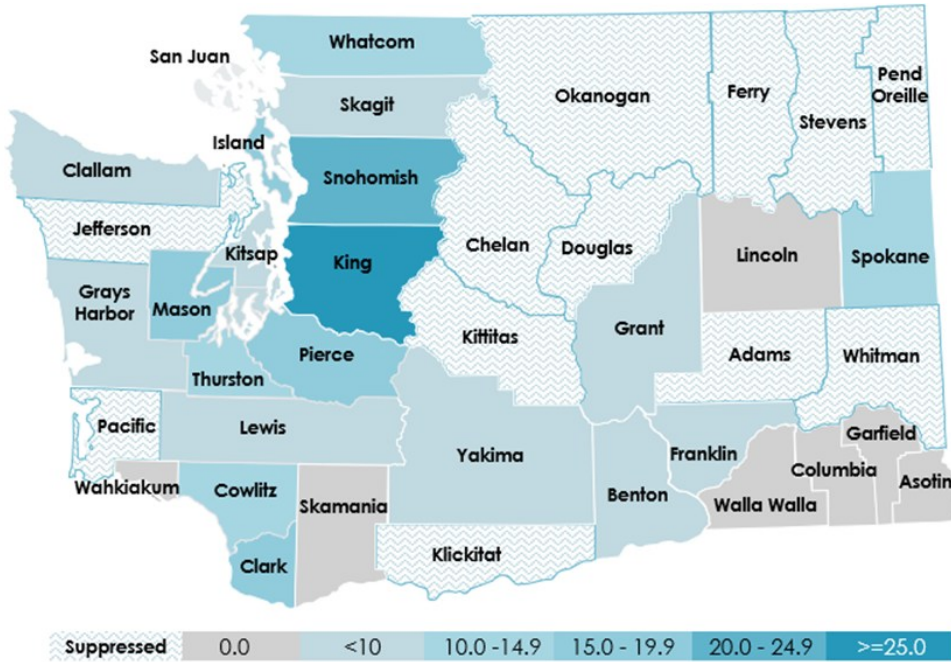 San Juan
Whatcom
Skagit
Okanogan
Ferry
Stevens
Pend
Oreille
Island
Clallam
Snohomish
Jefferson
Chelan
Douglas
Kitsap
King
Lincoln
Spokane
Grays
Harbor
Mason
Kittitas
Grant
Adams
Whitman
Pierce
Thurston
Pacific
Lewis
Yakima
Franklin
Garfield
Wahkiakum
Cowlitz
Skamania
Benton
Columbia
Asotin
Walla Walla
Clark
Klickitat
Suppressed 0.0 <10 10.0 -14.9 15.0 - 19.9 20.0 - 24.9 >=25.0